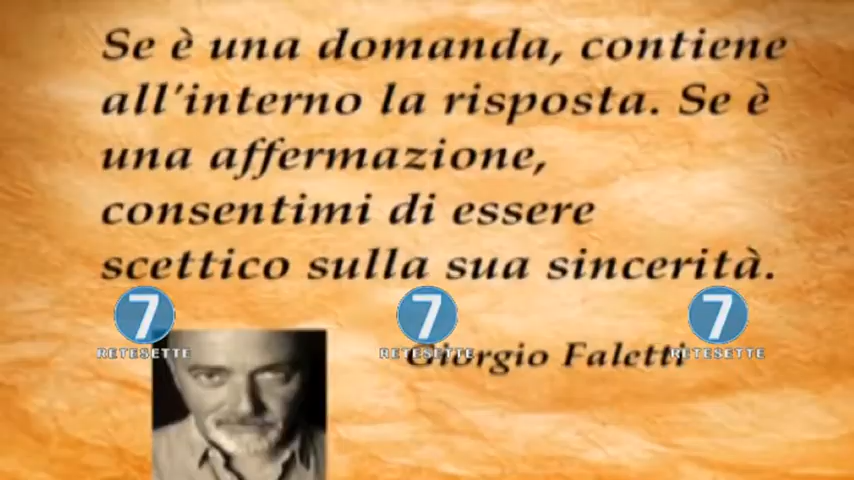 Se è una domanda, contiene
all'interno la risposta. Se è
una affermazione,
consentimi di essere
scettico sulla sua sincerità.
7 7 7
RETESETTE RETESETTE RETESETTE
Giorgio Faletti